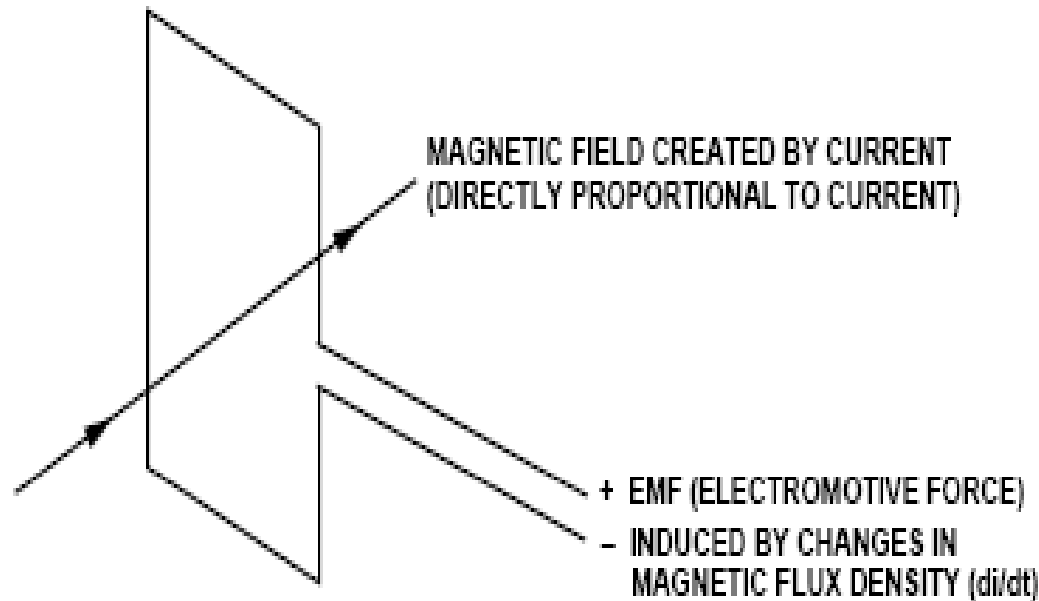 MAGNETIC FIELD CREATED BY CURRENT
(DIRECTLY PROPORTIONAL TO CURRENT)
+ EMF (ELECTROMOTIVE FORCE)
– INDUCED BY CHANGES IN
MAGNETIC FLUX DENSITY (di/dt)